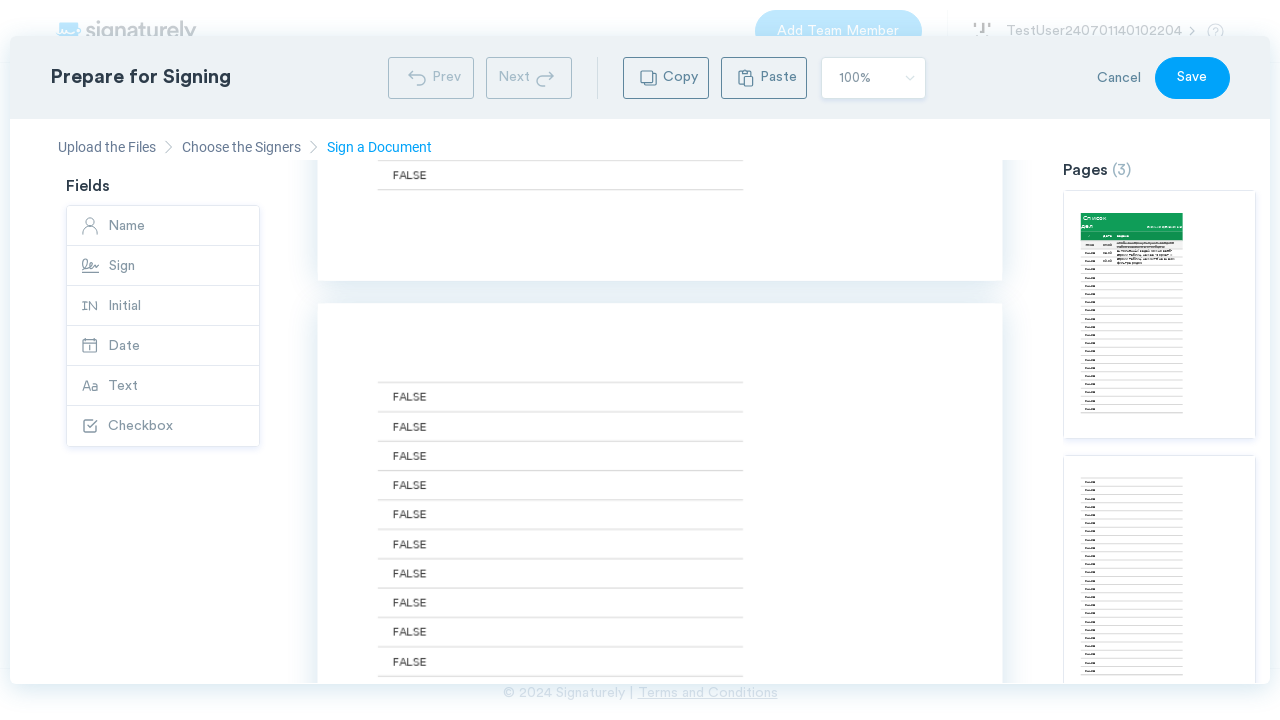 signaturely
Add Team Member
TestUser240701140102204
Prepare for Signing
Prev
Next
Copy
Paste
100%
Cancel
Save
Upload the Files
Choose the Signers
Sign a Document
Fields
Name
Sign
Initial
Date
Text
Checkbox
FALSE
FALSE
FALSE
FALSE
FALSE
FALSE
FALSE
FALSE
FALSE
FALSE
FALSE
Pages (3)
Список
дел
© 2024 Signaturely | Terms and Conditions